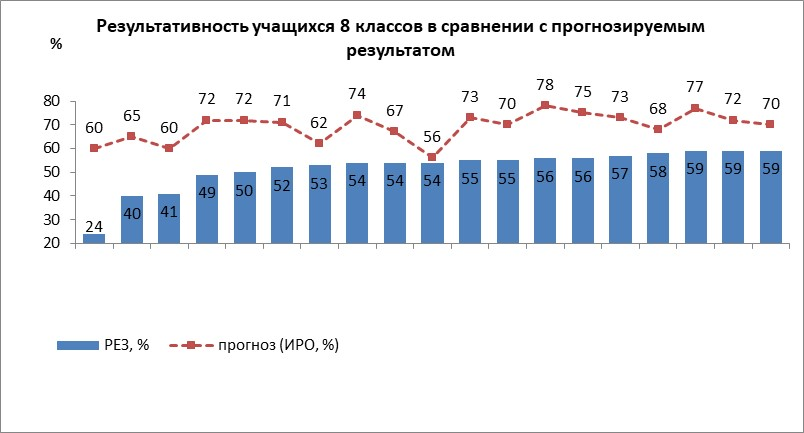 Результативность учащихся 8 классов в сравнении с прогнозируемым
результатом
%
60 65 60 72 72 71 62 74 67 56 73 70 78 75 73 68 77 72 70
80
70
60
50
40
30
20
24 40 41 49 50 52 53 54 54 54 55 55 56 56 57 58 59 59 59
РЕЗ, % прогноз (ИРО, %)